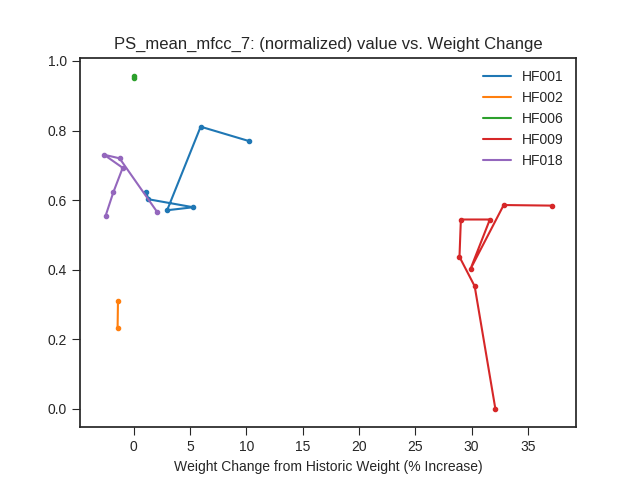 PS_mean_mfcc_7: (normalized) value vs. Weight Change
1.0
0.8
0.6
0.4
0.2
0.0
HF001
HF002
HF006
HF009
HF018
0 5 10 15 20 25 30 35
Weight Change from Historic Weight (% Increase)